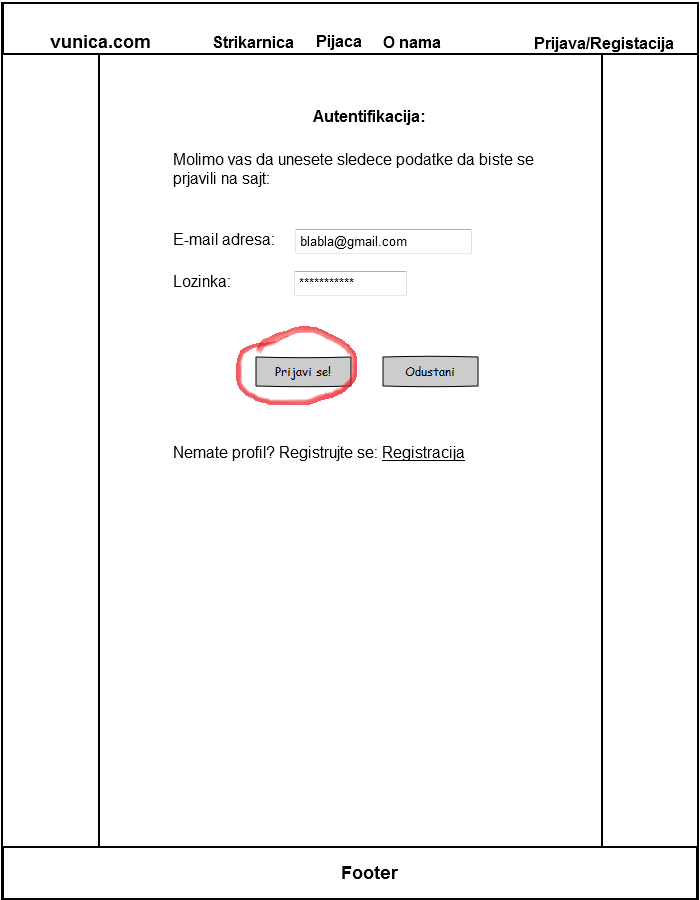 vunica.com Strikarnica Pijaca O nama Prijava/Registacija
Autentifikacija:
Molimo vas da unesete sledece podatke da biste se
prjavili na sajt:
E-mail adresa: blabla@gmail.com
Lozinka: ***********
Prijavi se! Odustani
Nemate profil? Registrujte se: Registracija
Footer